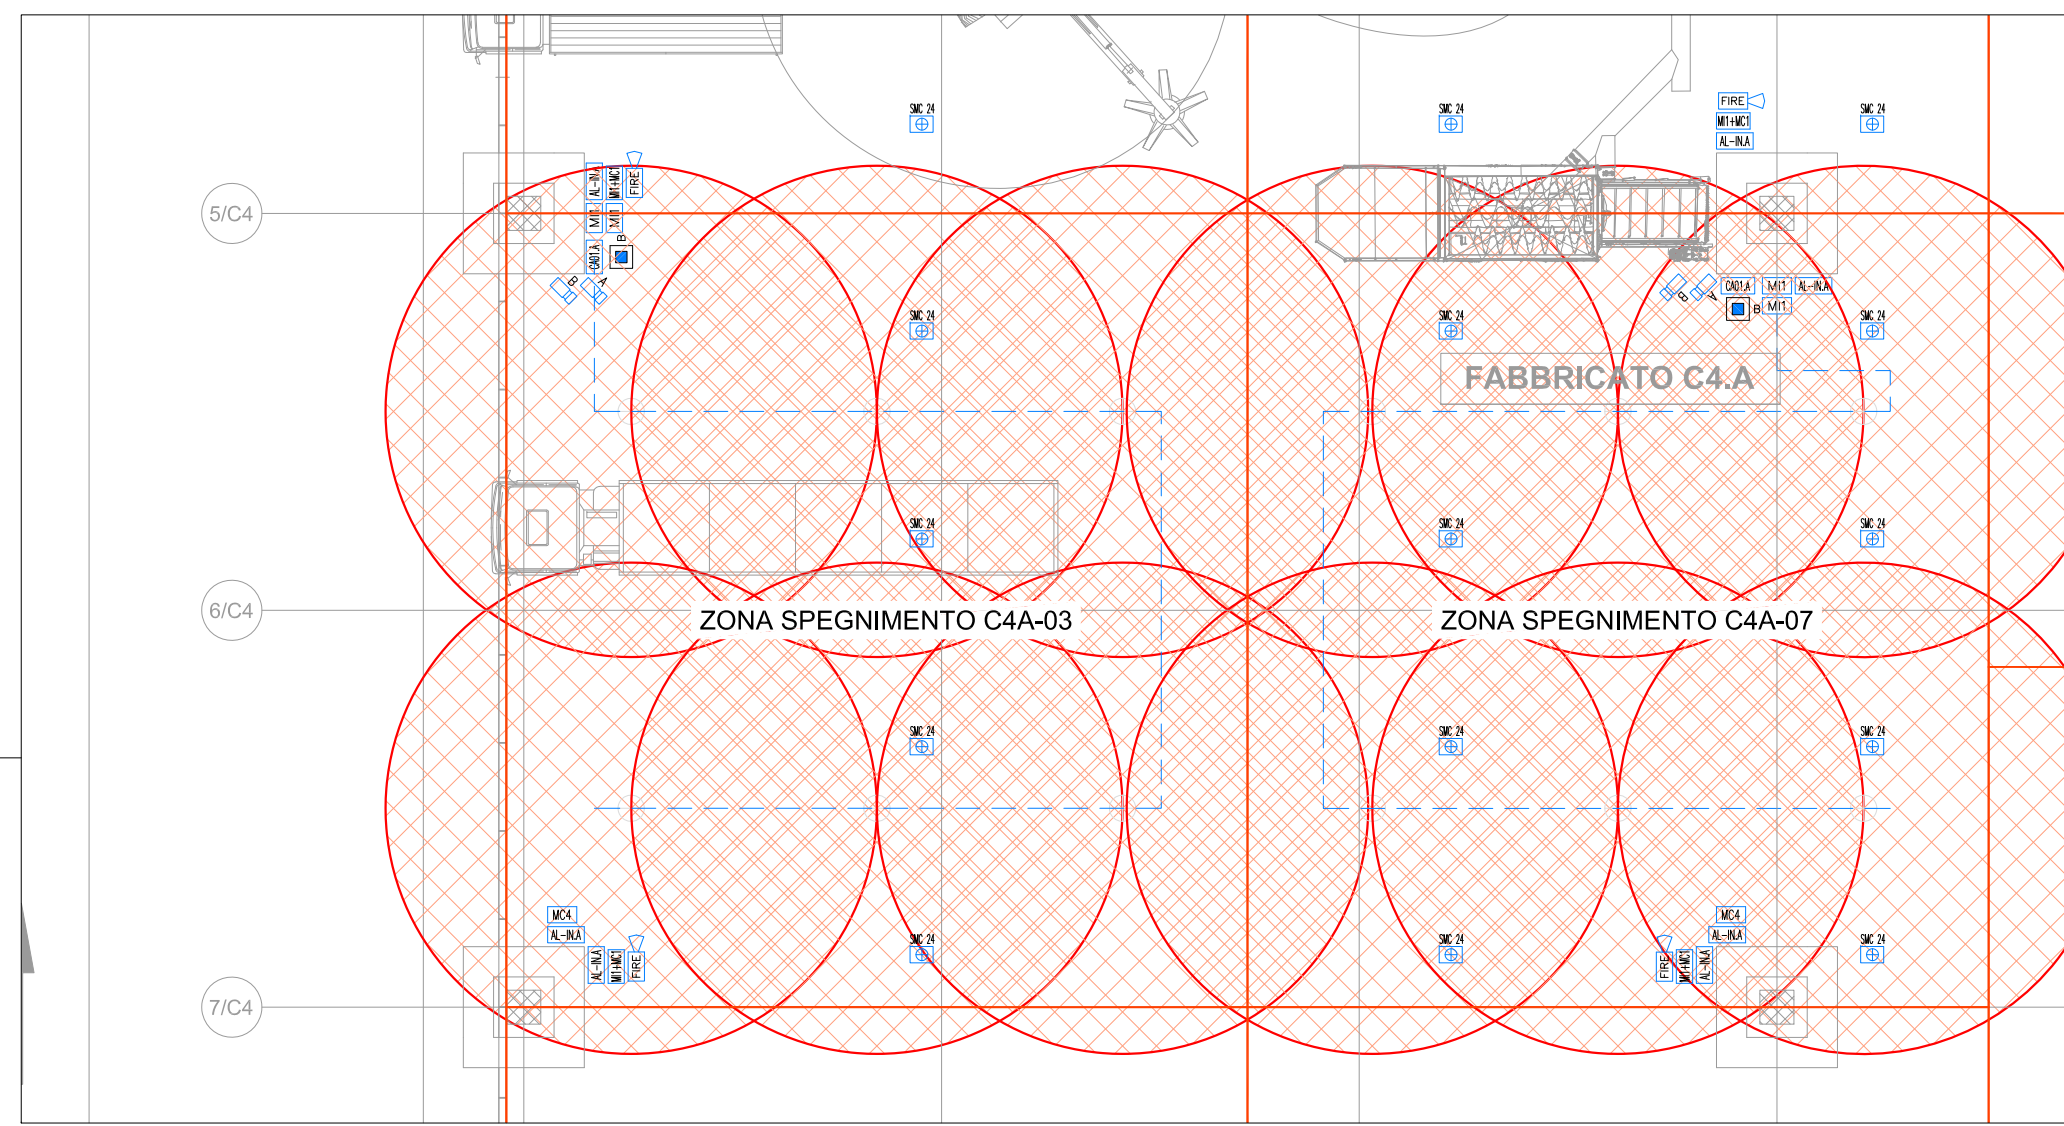 SMC 24
SMC 24
SMC 24
FIRE
MI1+MC1
AL-IN.A
AL-IN.A
MI1+MC1
FIRE
5/C4
MI1
MI1
CA01.A
B
B
A
B
A
CA01.A
MI1
AL-IN.A
MI1
B
SMC 24
SMC 24
SMC 24
FABBRICATO C4.A
SMC 24
SMC 24
SMC 24
6/C4
ZONA SPEGNIMENTO C4A-03
ZONA SPEGNIMENTO C4A-07
SMC 24
SMC 24
SMC 24
MC4
AL-IN.A
MC4
AL-IN.A
SMC 24
SMC 24
SMC 24
AL-IN.A
MI1+MC1
FIRE
FIRE
MI1+MC1
AL-IN.A
7/C4